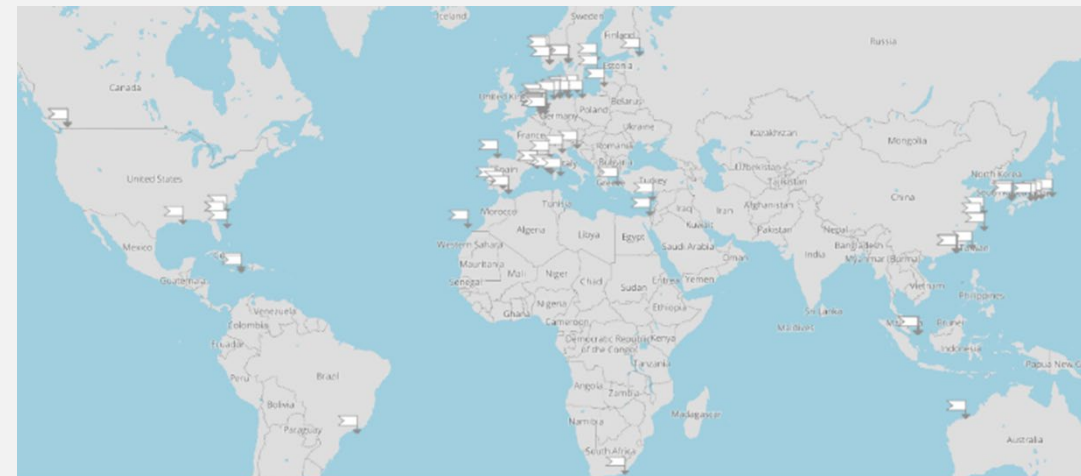 Iceland
Sweden
Finland
Russia
Canada
Estonia
United
Belarus
Poland
Germany
Ukraine
Kazakhstan
Mongolia
France
Romania
Bulgaria
Uzbekistan
North Korea
United States
Spain
Turkey
Tajikistan
China
Afghanistan
Iran
Iraq
Morocco
Tunisia
Algeria
Libya
Egypt
Kuwait
Pakistan
Nepal
Mexico
Western Sahara
Saudi Arabia
Bangladesh
Myanmar (Burma)
Taiwan
India
Oman
Guatemala
Mauritania
Mali
Niger
Chad
Sudan
Eritrea
Yemen
Senegal
Vietnam
Philippines
Nigeria
Ethiopia
Venezuela
Ghana
Sri Lanka
Colombia
Cameroon
Maldives
Brunei
Ecuador
Democratic Republic
of the Congo
Kenya
Indonesia
Tanzania
Papua New G
Peru
Brazil
Angola
Zambia
Bolivia
Madagascar
Paraguay
Namibia
South Africa
Australia